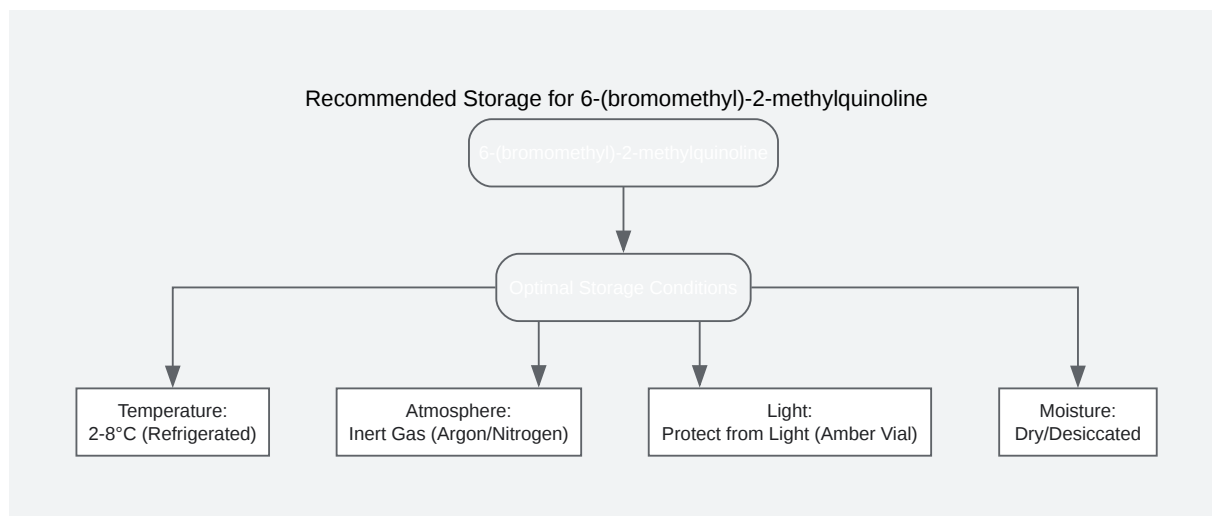 Recommended Storage for 6-(bromomethyl)-2-methylquinoline
6-(bromomethyl)-2-methylquinoline
Optimal Storage Conditions
Temperature:
2-8°C (Refrigerated)
Atmosphere:
Inert Gas (Argon/Nitrogen)
Light:
Protect from Light (Amber Vial)
Moisture:
Dry/Desiccated